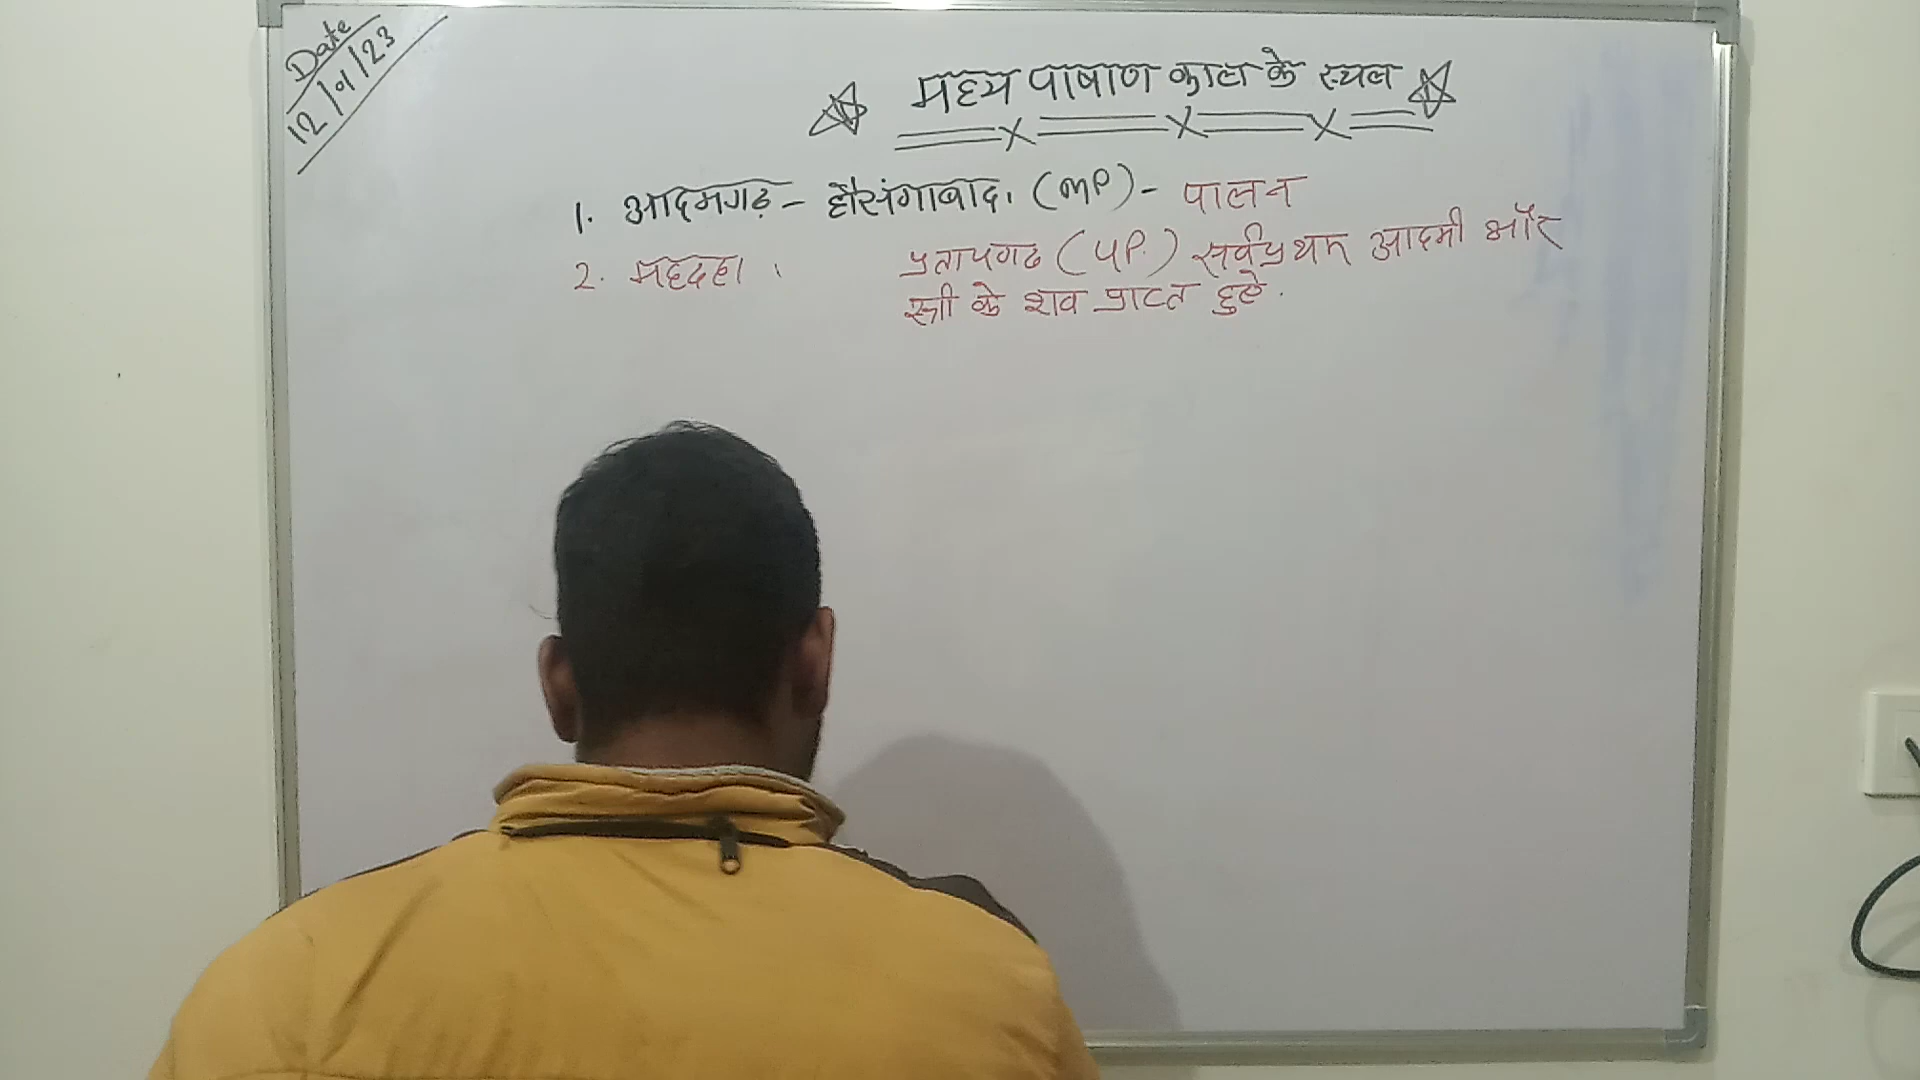 Date
12/9/23
मध्य पाषाण काल के स्थल
1. आदमगढ़ - हौसंगाबाद. (MP) - पालन
2. महदहा . प्रतापगढ (UP.) सर्वप्रथम आदमी और
स्त्री के शव प्राप्त हुऐ.